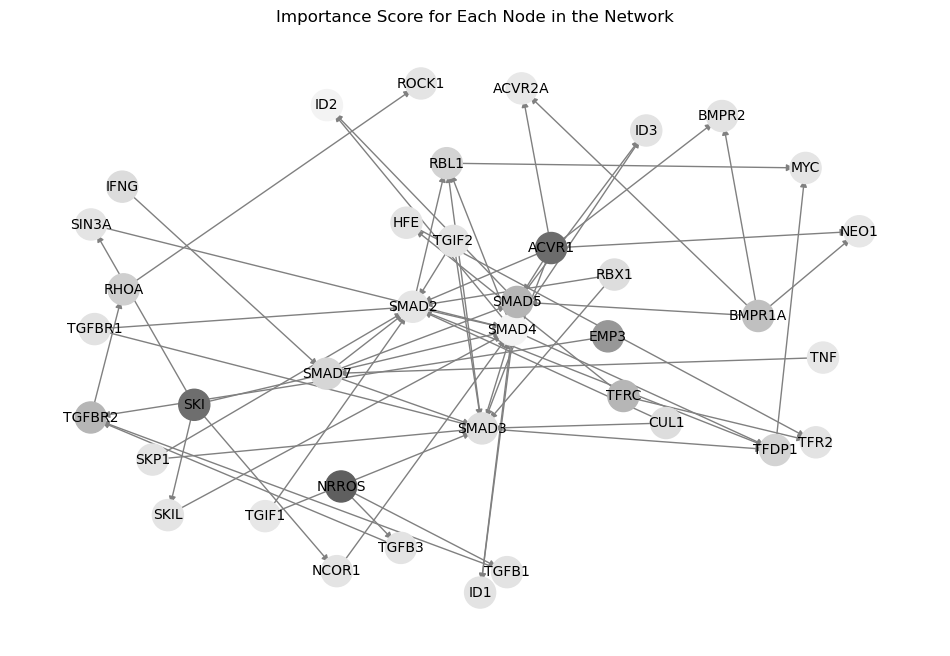 Importance Score for Each Node in the Network
ROCK1
ACVR2A
ID2
BMPR2
ID3
RBL1
MYC
IFNG
HFE
SIN3A
NEO1
TGIF2
ACVR1
RBX1
RHOA
SMAD5
SMAD2
BMPR1A
TGFBR1
SMAD4
EMP3
TNF
SMAD7
TFRC
SKI
TGFBR2
CUL1
SMAD3
TFR2
TFDP1
SKP1
NRROS
SKIL
TGIF1
TGFB3
NCOR1
TGFB1
ID1